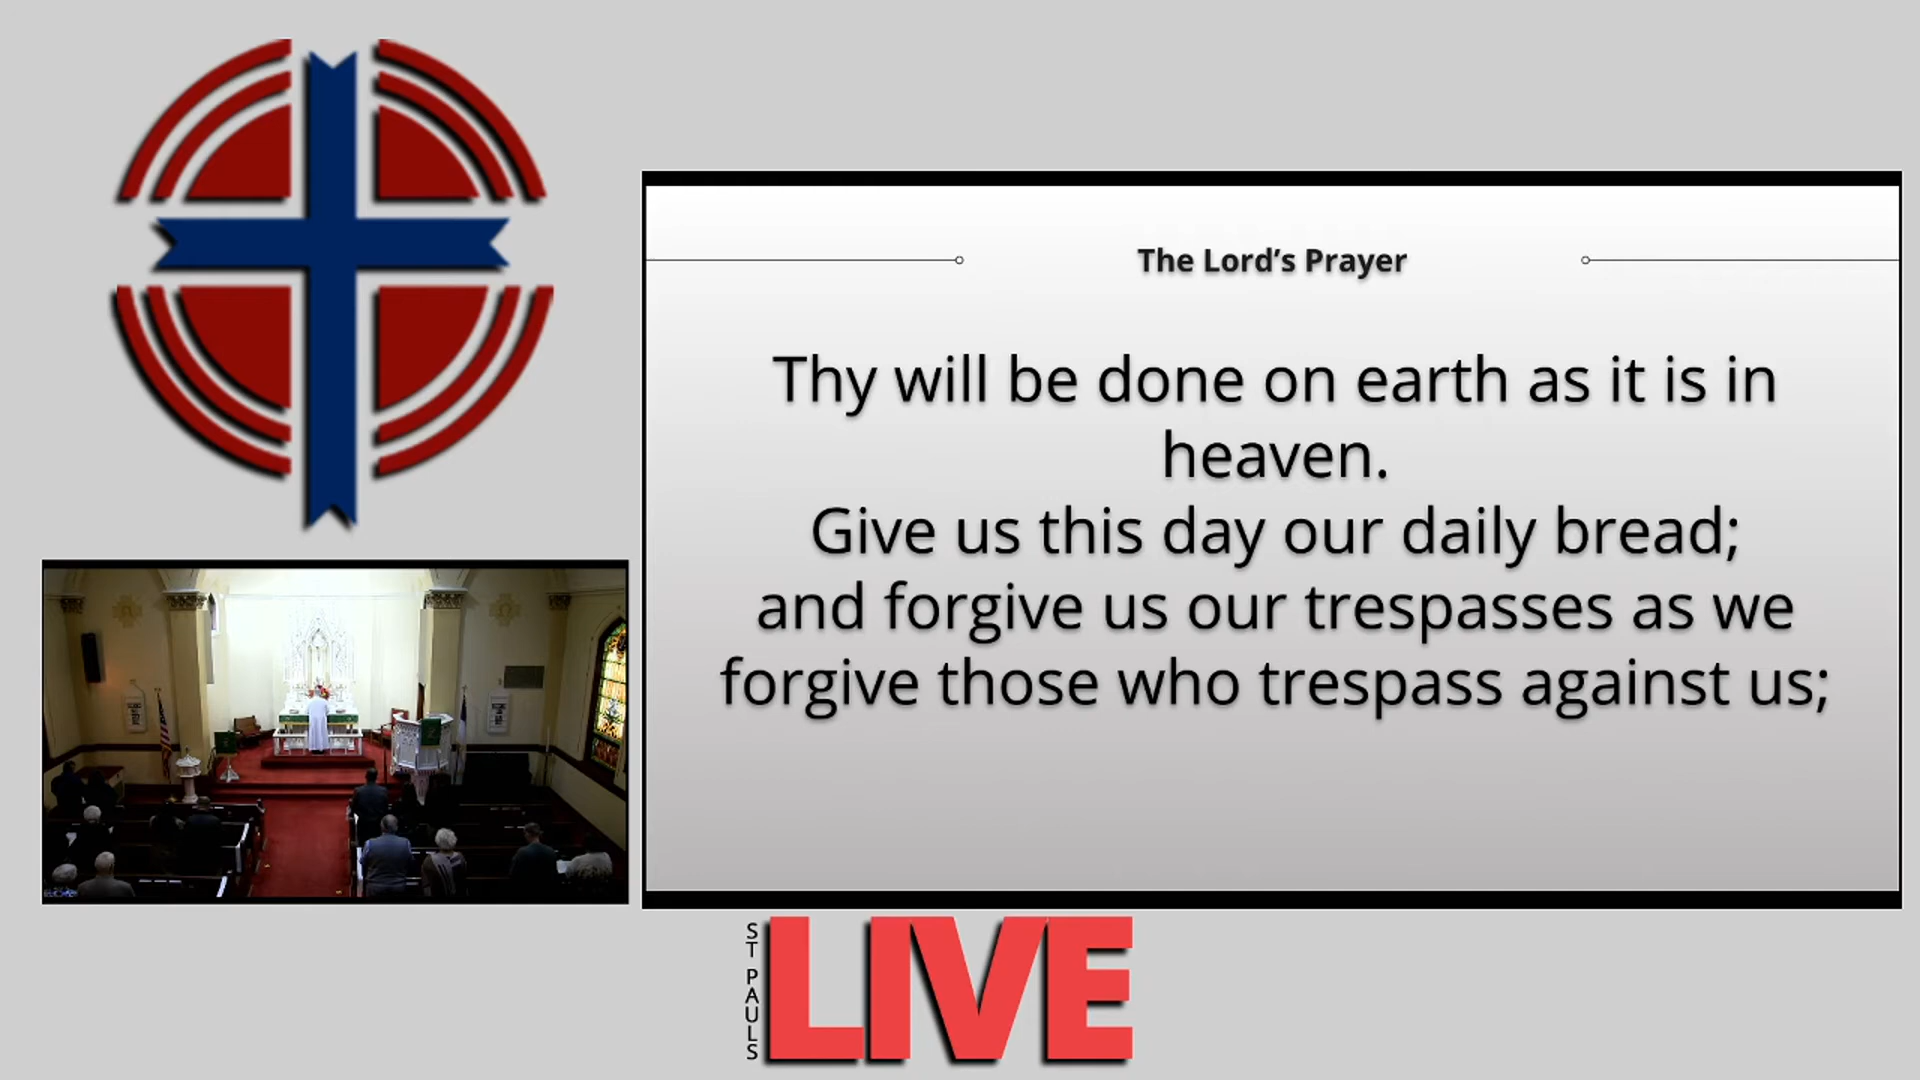 The Lord’s Prayer
Thy will be done on earth as it is in
heaven.
Give us this day our daily bread;
and forgive us our trespasses as we
forgive those who trespass against us;
ST PAULS
LIVE